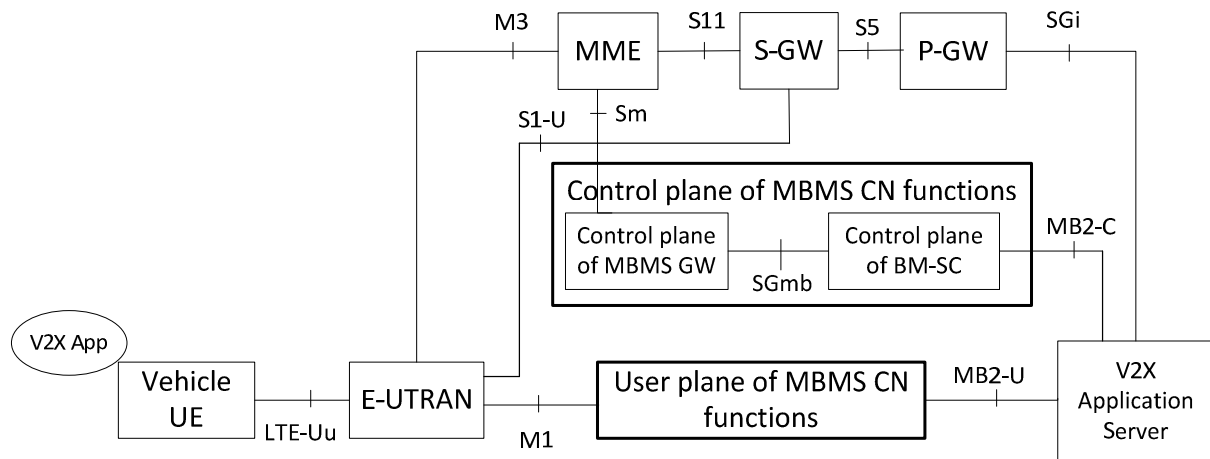 M3
S11
S5
SGi
MME
S-GW
P-GW
S1-U
Sm
Control plane of MBMS CN functions
Control plane
of MBMS GW
SGmb
Control plane
of BM-SC
MB2-C
V2X App
Vehicle
UE
LTE-Uu
E-UTRAN
M1
User plane of MBMS CN
functions
MB2-U
V2X
Application
Server